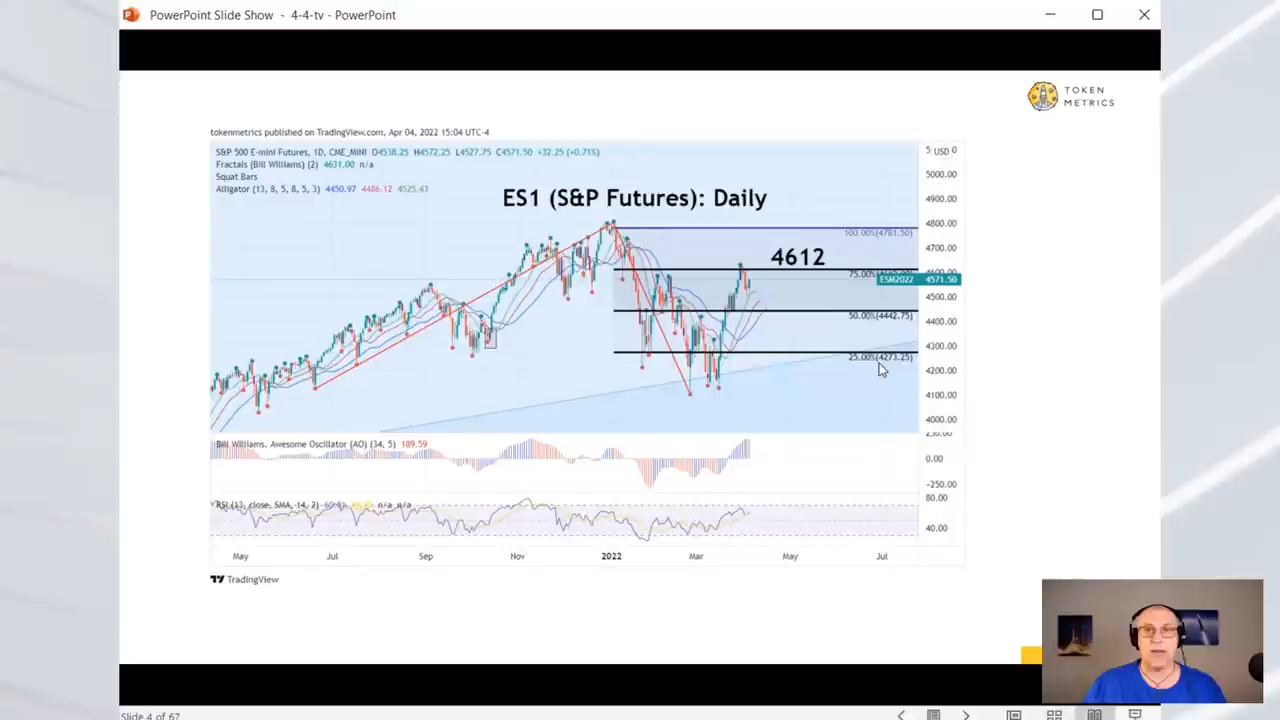 PowerPoint Slide Show - 4-4-tv - PowerPoint
TOKEN
METRICS
tokenmetrics published on TradingView.com, Apr 04, 2022 15:04 UTC-4
S&P 500 E-mini Futures, 1D, CME_MINI O4538.25 H4572.25 L4527.75 C4571.50 +32.25 (+0.71%)
Fractals (Bill Williams) (2) 4631.00 n/a
Squat Bars
Alligator (13, 8, 5, 8, 5, 3) 4450.97 4486.12 4525.43
ES1 (S&P Futures): Daily
USD
5000.00
4900.00
4800.00
100.00%(4781.50)
4700.00
4612
75.00%
ESM2022 4571.50
4500.00
50.00%(4442.75)
4400.00
4300.00
25.00%(4273.25)
4200.00
4100.00
4000.00
Bill Williams. Awesome Oscillator (AO) (34, 5) 189.59
0.00
-250.00
RSI (13, close, SMA, 14, 2) n/a n/a
80.00
40.00
May Jul Sep Nov 2022 Mar May Jul
TradingView
Slide 4 of 67